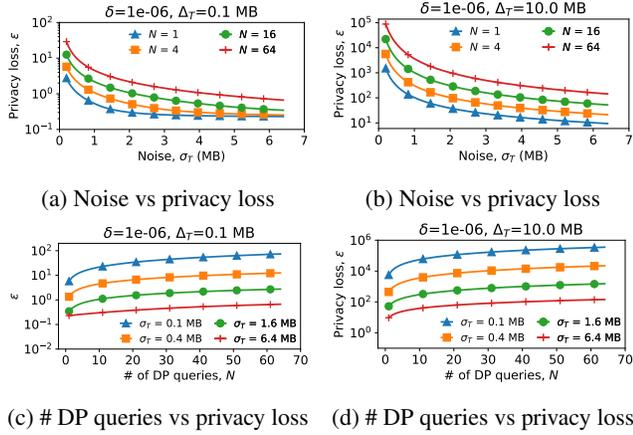 δ=1e-06, Δ_T=0.1 MB
Privacy loss, ε
10^2
10^1
10^0
10^−1
N = 1
N = 4
N = 16
N = 64
0 1 2 3 4 5 6 7
Noise, σ_T (MB)
(a) Noise vs privacy loss
δ=1e-06, Δ_T=10.0 MB
Privacy loss, ε
10^5
10^4
10^3
10^2
10^1
N = 1
N = 4
N = 16
N = 64
0 1 2 3 4 5 6 7
Noise, σ_T (MB)
(b) Noise vs privacy loss
δ=1e-06, Δ_T=0.1 MB
ε
10^2
10^1
10^0
10^−1
10^−2
σ_T = 0.1 MB
σ_T = 0.4 MB
σ_T = 1.6 MB
σ_T = 6.4 MB
0 10 20 30 40 50 60 70
# of DP queries, N
(c) # DP queries vs privacy loss
δ=1e-06, Δ_T=10.0 MB
Privacy loss, ε
10^6
10^4
10^2
10^0
σ_T = 0.1 MB
σ_T = 0.4 MB
σ_T = 1.6 MB
σ_T = 6.4 MB
0 10 20 30 40 50 60 70
# of DP queries, N
(d) # DP queries vs privacy loss